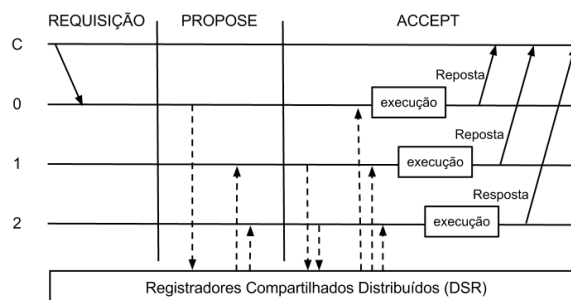 REQUISIÇÃO PROPOSE ACCEPT
C
Reposta
0 execução
Reposta
1 execução
Resposta
2 execução
Registradores Compartilhados Distribuídos (DSR)